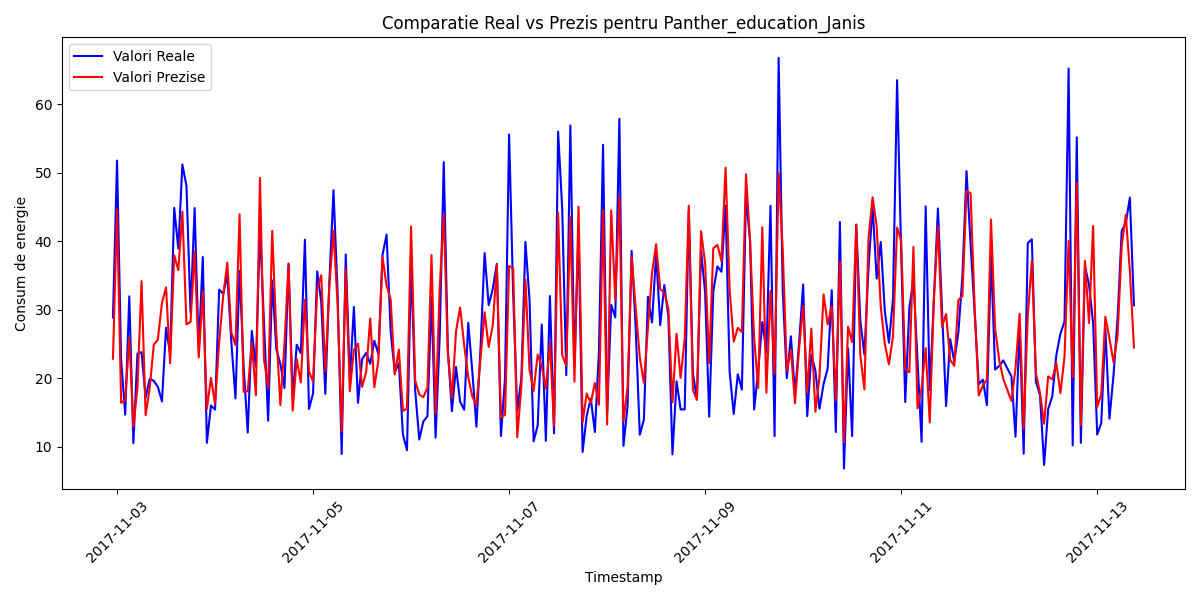 Comparatie Real vs Prezis pentru Panther_education_Janis
Valori Reale
Valori Prezise
Consum de energie
60
50
40
30
20
10
2017-11-03
2017-11-05
2017-11-07
2017-11-09
2017-11-11
2017-11-13
Timestamp